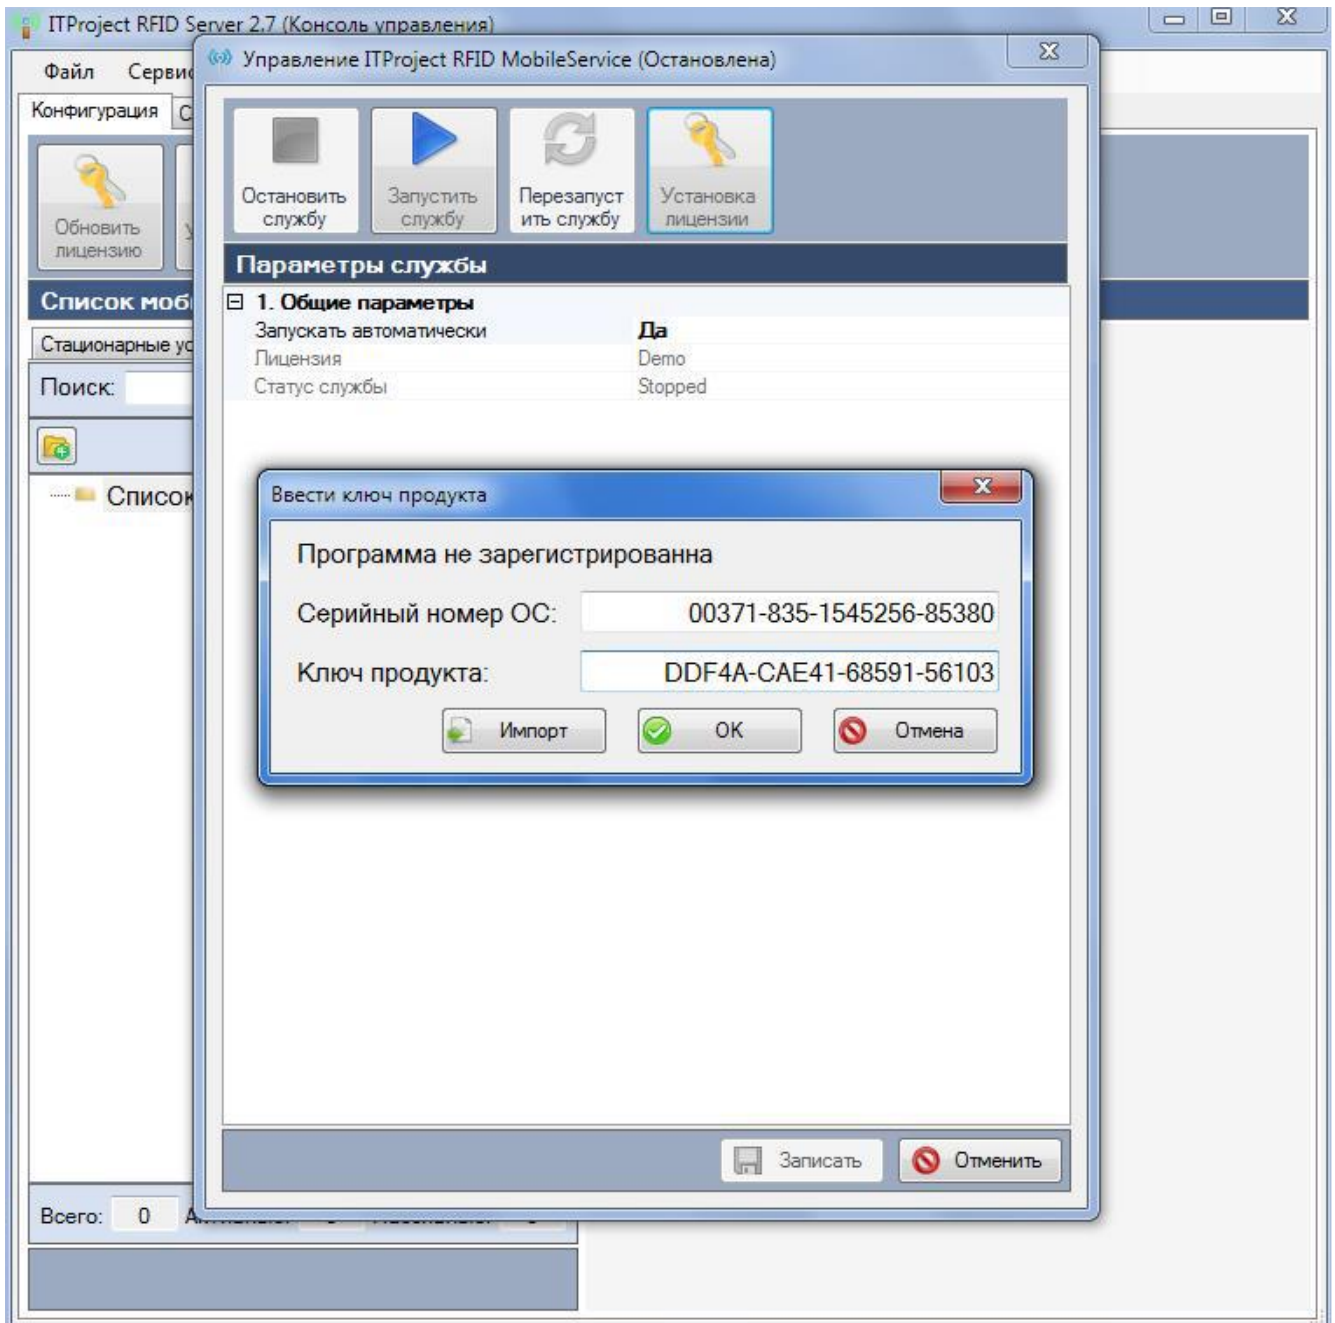 ITProject RFID Server 2.7 (Консоль управления)
Файл
Управление ITProject RFID MobileService (Остановлена)
Конфигурация
Обновить
лицензию
Остановить
службу
Запустить
службу
Перезапуст
ить службу
Установка
лицензии
Параметры службы
Список
1. Общие параметры
Запускать автоматически Да
Стационарные
Лицензия Demo
Поиск:
Статус службы Stopped
Список
Ввести ключ продукта
Программа не зарегистрированна
Серийный номер ОС: 00371-835-1545256-85380
Ключ продукта: DDF4A-CAE41-68591-56103
Импорт
OK
Отмена
Записать
Отменить
Всего: 0